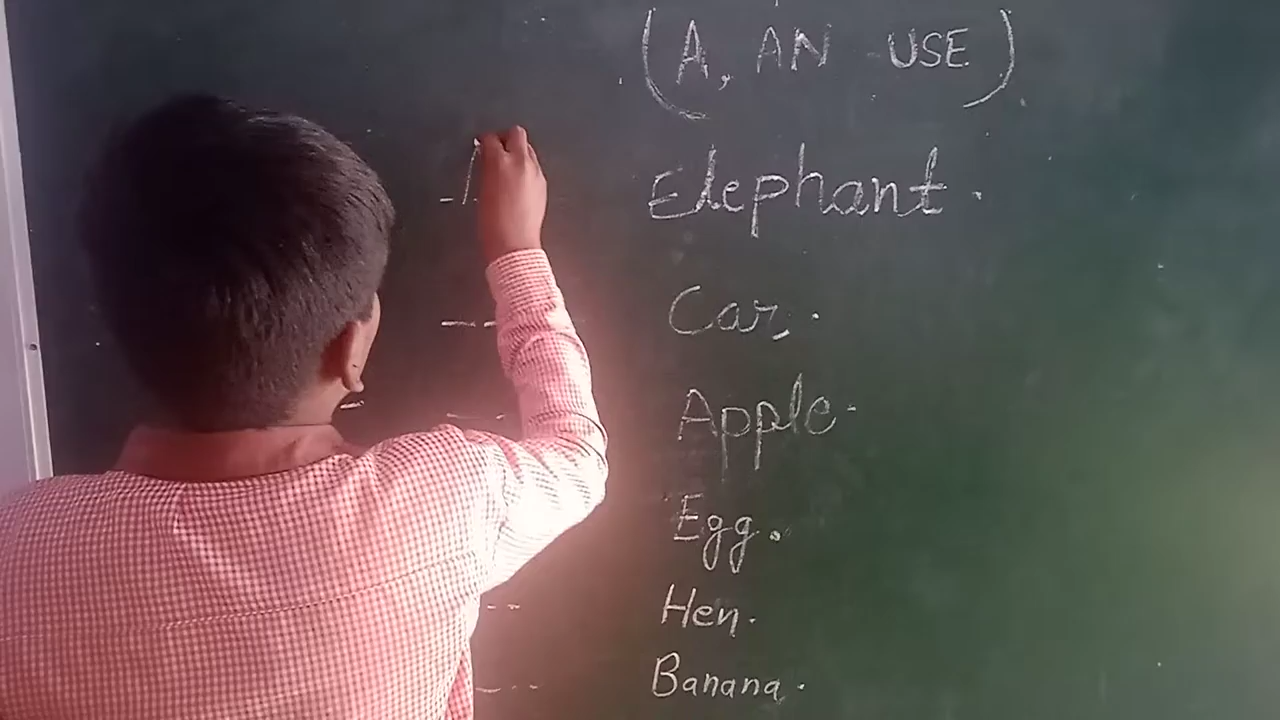 (A, AN USE)
Elephant.
Car.
Apple.
Egg.
Hen.
Banana.